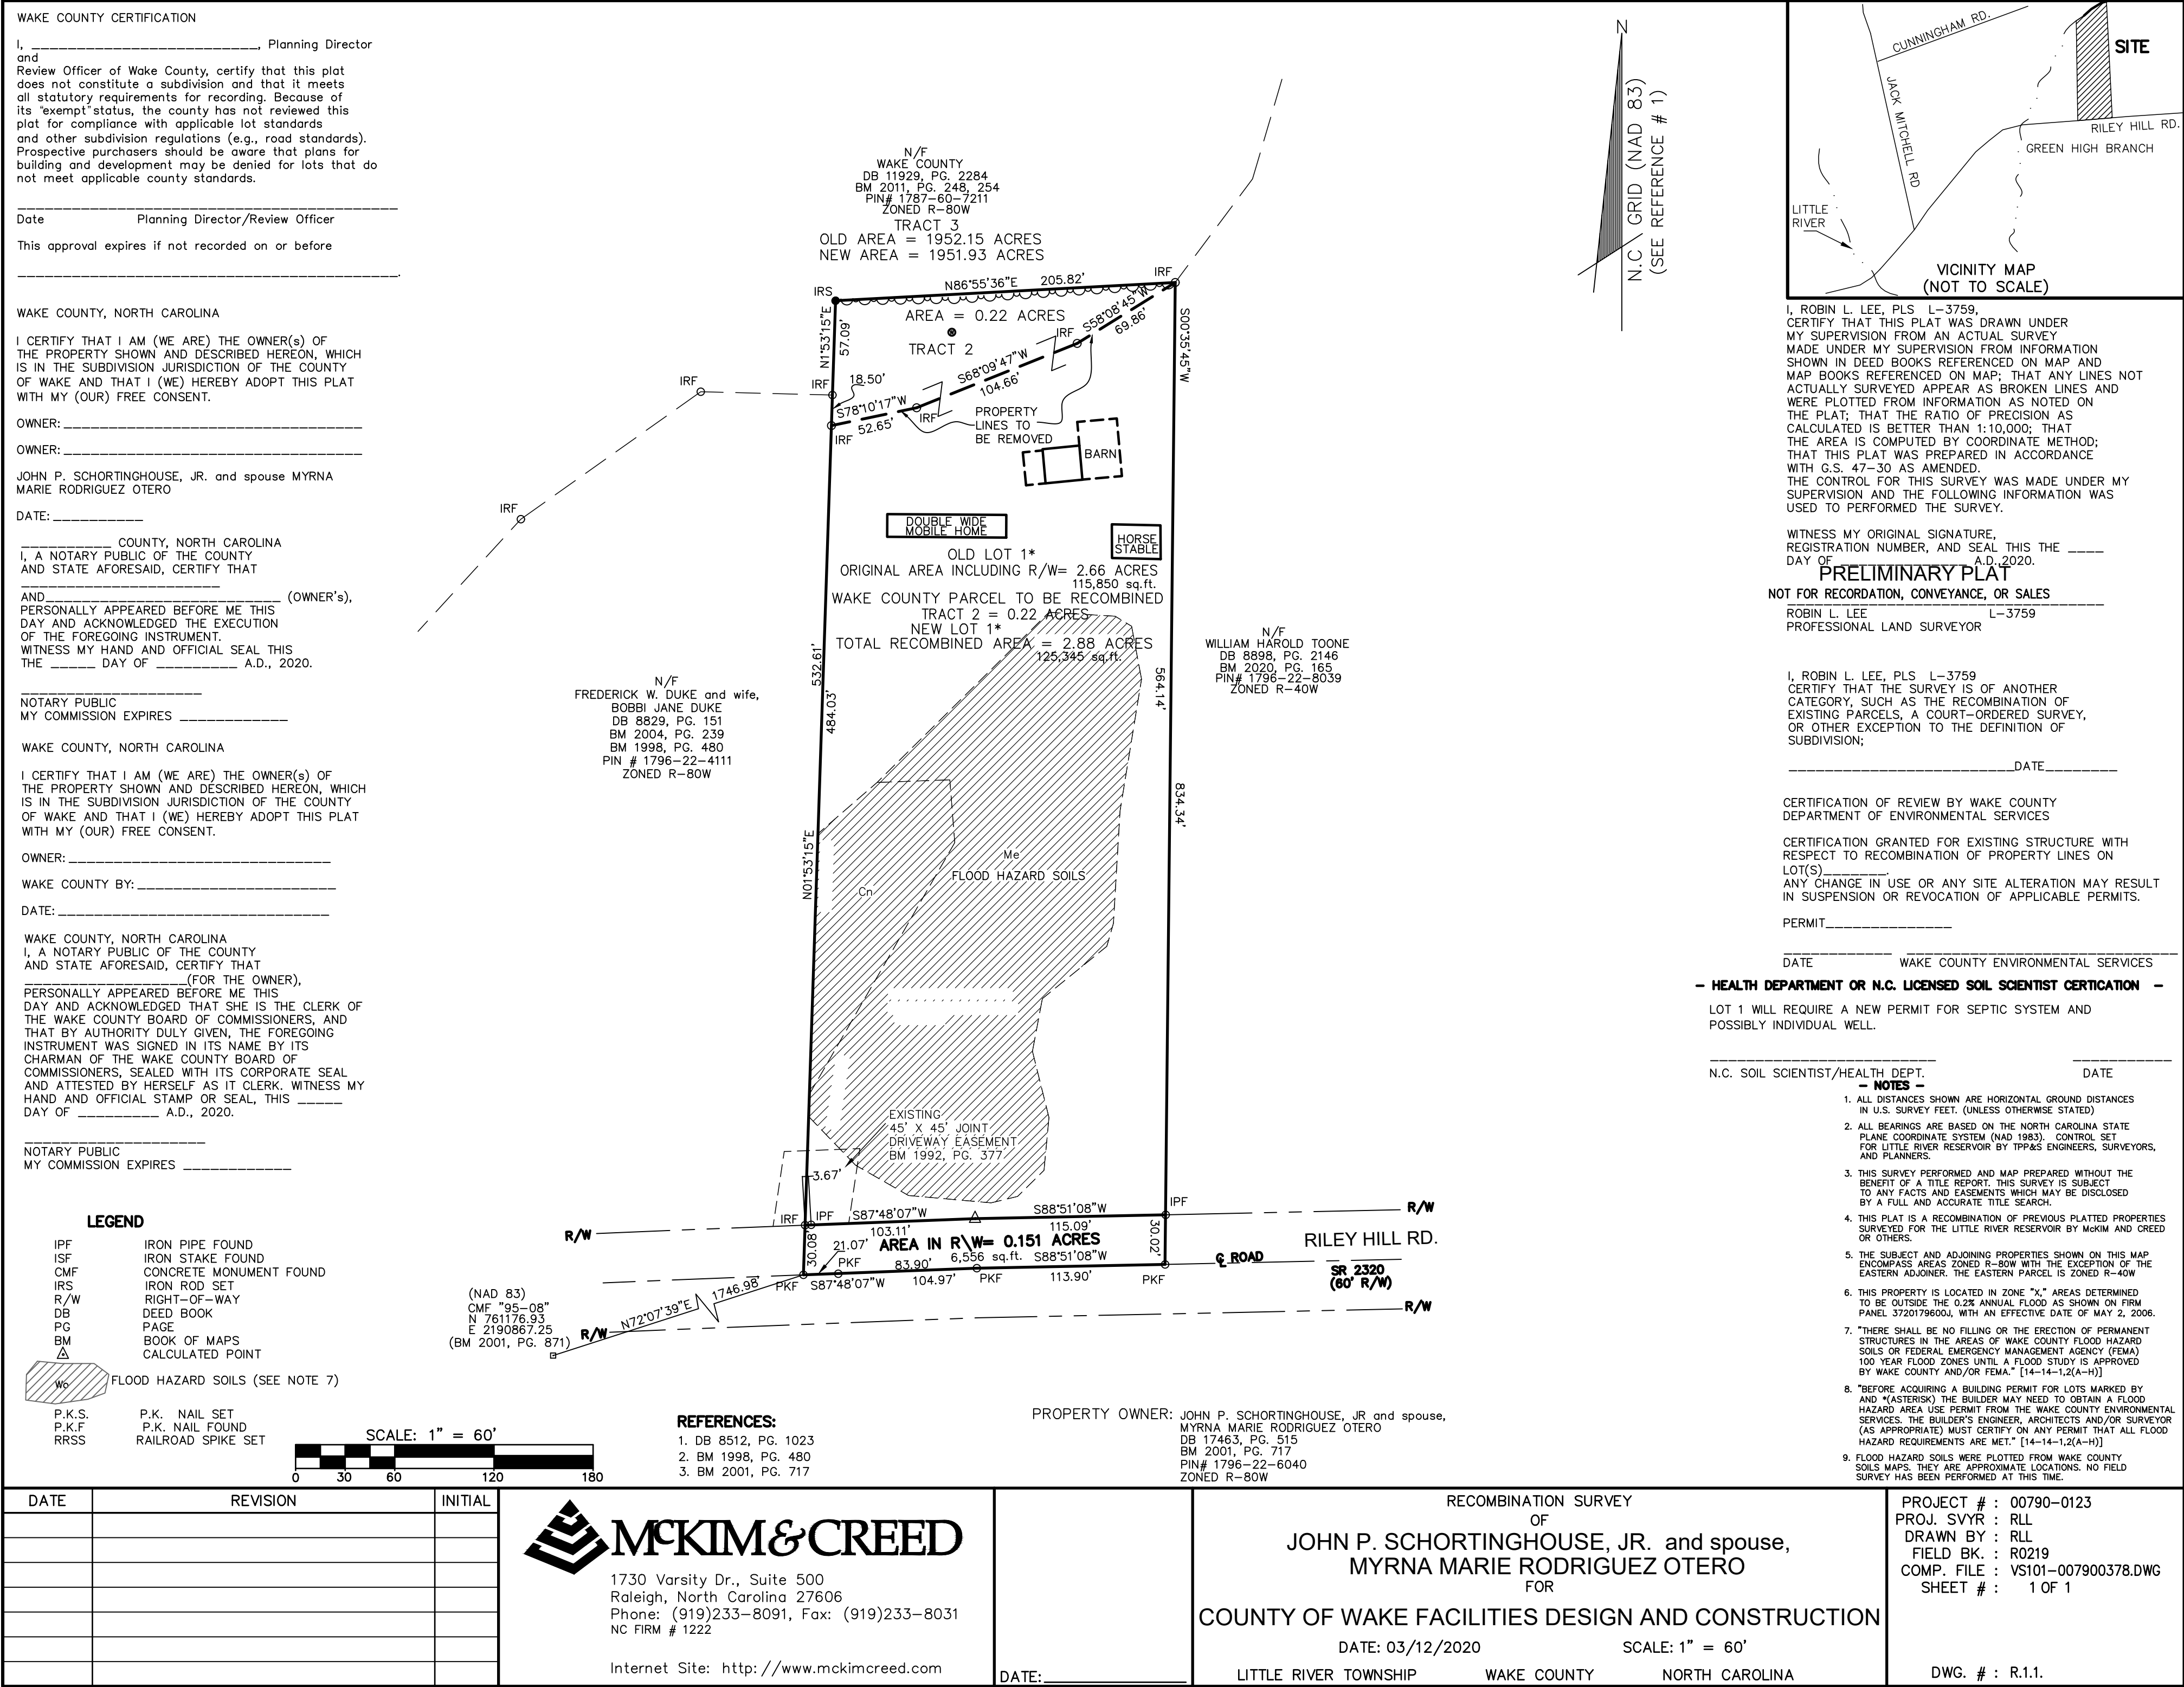 WAKE COUNTY CERTIFICATION
I, _________________________, Planning Director
and
Review Officer of Wake County, certify that this plat
does not constitute a subdivision and that it meets
all statutory requirements for recording. Because of
its "exempt" status, the county has not reviewed this
plat for compliance with applicable lot standards
and other subdivision regulations (e.g., road standards).
Prospective purchasers should be aware that plans for
building and development may be denied for lots that do
not meet applicable county standards.
Date Planning Director/Review Officer
This approval expires if not recorded on or before
__________________________________________.
WAKE COUNTY, NORTH CAROLINA
I CERTIFY THAT I AM (WE ARE) THE OWNER(s) OF
THE PROPERTY SHOWN AND DESCRIBED HEREON, WHICH
IS IN THE SUBDIVISION JURISDICTION OF THE COUNTY
OF WAKE AND THAT I (WE) HEREBY ADOPT THIS PLAT
WITH MY (OUR) FREE CONSENT.
OWNER: _________________________________
OWNER: _________________________________
JOHN P. SCHORTINGHOUSE, JR. and spouse MYRNA
MARIE RODRIGUEZ OTERO
DATE: __________
__________ COUNTY, NORTH CAROLINA
I, A NOTARY PUBLIC OF THE COUNTY
AND STATE AFORESAID, CERTIFY THAT
______________________
AND__________________________ (OWNER's),
PERSONALLY APPEARED BEFORE ME THIS
DAY AND ACKNOWLEDGED THE EXECUTION
OF THE FOREGOING INSTRUMENT.
WITNESS MY HAND AND OFFICIAL SEAL THIS
THE _____ DAY OF _________ A.D., 2020.
____________________
NOTARY PUBLIC
MY COMMISSION EXPIRES ____________
WAKE COUNTY, NORTH CAROLINA
I CERTIFY THAT I AM (WE ARE) THE OWNER(s) OF
THE PROPERTY SHOWN AND DESCRIBED HEREON, WHICH
IS IN THE SUBDIVISION JURISDICTION OF THE COUNTY
OF WAKE AND THAT I (WE) HEREBY ADOPT THIS PLAT
WITH MY (OUR) FREE CONSENT.
OWNER: _____________________________
WAKE COUNTY BY: ______________________
DATE: ______________________________
WAKE COUNTY, NORTH CAROLINA
I, A NOTARY PUBLIC OF THE COUNTY
AND STATE AFORESAID, CERTIFY THAT
__________________(FOR THE OWNER),
PERSONALLY APPEARED BEFORE ME THIS
DAY AND ACKNOWLEDGED THAT SHE IS THE CLERK OF
THE WAKE COUNTY BOARD OF COMMISSIONERS, AND
THAT BY AUTHORITY DULY GIVEN, THE FOREGOING
INSTRUMENT WAS SIGNED IN ITS NAME BY ITS
CHARMAN OF THE WAKE COUNTY BOARD OF
COMMISSIONERS, SEALED WITH ITS CORPORATE SEAL
AND ATTESTED BY HERSELF AS IT CLERK. WITNESS MY
HAND AND OFFICIAL STAMP OR SEAL, THIS _____
DAY OF _________ A.D., 2020.
____________________
NOTARY PUBLIC
MY COMMISSION EXPIRES ____________
LEGEND
IPF IRON PIPE FOUND
ISF IRON STAKE FOUND
CMF CONCRETE MONUMENT FOUND
IRS IRON ROD SET
R/W RIGHT-OF-WAY
DB DEED BOOK
PG PAGE
BM BOOK OF MAPS
CALCULATED POINT
Wo FLOOD HAZARD SOILS (SEE NOTE 7)
P.K.S. P.K. NAIL SET
P.K.F P.K. NAIL FOUND
RRSS RAILROAD SPIKE SET
SCALE: 1" = 60'
0 30 60 120 180
N/F
WAKE COUNTY
DB 11929, PG. 2284
BM 2011, PG. 248, 254
PIN# 1787-60-7211
ZONED R-80W
TRACT 3
OLD AREA = 1952.15 ACRES
NEW AREA = 1951.93 ACRES
IRF
N86°55'36"E 205.82'
IRS
AREA = 0.22 ACRES
TRACT 2
N1°53'15"E
57.09'
S58°08'45"W
69.86'
IRF
S00°35'45"W
S68°09'47"W
104.66'
IRF
IRF
18.50'
S78°10'17"W
52.65'
IRF
IRF
PROPERTY
LINES TO
BE REMOVED
BARN
IRF
DOUBLE WIDE
MOBILE HOME
HORSE
STABLE
OLD LOT 1*
ORIGINAL AREA INCLUDING R/W= 2.66 ACRES
115,850 sq.ft.
WAKE COUNTY PARCEL TO BE RECOMBINED
TRACT 2 = 0.22 ACRES
NEW LOT 1*
TOTAL RECOMBINED AREA = 2.88 ACRES
125,345 sq.ft.
532.61'
484.03'
564.14'
834.34'
N01°53'15"E
N/F
FREDERICK W. DUKE and wife,
BOBBI JANE DUKE
DB 8829, PG. 151
BM 2004, PG. 239
BM 1998, PG. 480
PIN # 1796-22-4111
ZONED R-80W
N/F
WILLIAM HAROLD TOONE
DB 8898, PG. 2146
BM 2020, PG. 165
PIN# 1796-22-8039
ZONED R-40W
Me
FLOOD HAZARD SOILS
Cn
EXISTING
45' X 45' JOINT
DRIVEWAY EASEMENT
BM 1992, PG. 377
3.67'
IPF
IRF
IPF
S87°48'07"W
103.11'
S88°51'08"W
115.09'
R/W
R/W
30.08'
21.07'
AREA IN R\W= 0.151 ACRES
6,556 sq.ft.
30.02'
PKF
83.90'
S88°51'08"W
PKF
S87°48'07"W
104.97'
PKF
113.90'
PKF
RILEY HILL RD.
℄ ROAD
SR 2320
(60' R/W)
R/W
R/W
N72°07'39"E
1746.98
(NAD 83)
CMF "95-08"
N 761176.93
E 2190867.25
(BM 2001, PG. 871)
REFERENCES:
1. DB 8512, PG. 1023
2. BM 1998, PG. 480
3. BM 2001, PG. 717
PROPERTY OWNER: JOHN P. SCHORTINGHOUSE, JR and spouse,
MYRNA MARIE RODRIGUEZ OTERO
DB 17463, PG. 515
BM 2001, PG. 717
PIN# 1796-22-6040
ZONED R-80W
N
N.C GRID (NAD 83)
(SEE REFERENCE # 1)
CUNNINGHAM RD.
SITE
JACK MITCHELL RD
RILEY HILL RD.
GREEN HIGH BRANCH
LITTLE
RIVER
VICINITY MAP
(NOT TO SCALE)
I, ROBIN L. LEE, PLS L-3759,
CERTIFY THAT THIS PLAT WAS DRAWN UNDER
MY SUPERVISION FROM AN ACTUAL SURVEY
MADE UNDER MY SUPERVISION FROM INFORMATION
SHOWN IN DEED BOOKS REFERENCED ON MAP AND
MAP BOOKS REFERENCED ON MAP; THAT ANY LINES NOT
ACTUALLY SURVEYED APPEAR AS BROKEN LINES AND
WERE PLOTTED FROM INFORMATION AS NOTED ON
THE PLAT; THAT THE RATIO OF PRECISION AS
CALCULATED IS BETTER THAN 1:10,000; THAT
THE AREA IS COMPUTED BY COORDINATE METHOD;
THAT THIS PLAT WAS PREPARED IN ACCORDANCE
WITH G.S. 47-30 AS AMENDED.
THE CONTROL FOR THIS SURVEY WAS MADE UNDER MY
SUPERVISION AND THE FOLLOWING INFORMATION WAS
USED TO PERFORMED THE SURVEY.
WITNESS MY ORIGINAL SIGNATURE,
REGISTRATION NUMBER, AND SEAL THIS THE ____
DAY OF ______________ A.D.,2020.
PRELIMINARY PLAT
NOT FOR RECORDATION, CONVEYANCE, OR SALES
ROBIN L. LEE L-3759
PROFESSIONAL LAND SURVEYOR
I, ROBIN L. LEE, PLS L-3759
CERTIFY THAT THE SURVEY IS OF ANOTHER
CATEGORY, SUCH AS THE RECOMBINATION OF
EXISTING PARCELS, A COURT-ORDERED SURVEY,
OR OTHER EXCEPTION TO THE DEFINITION OF
SUBDIVISION;
_________________________DATE________
CERTIFICATION OF REVIEW BY WAKE COUNTY
DEPARTMENT OF ENVIRONMENTAL SERVICES
CERTIFICATION GRANTED FOR EXISTING STRUCTURE WITH
RESPECT TO RECOMBINATION OF PROPERTY LINES ON
LOT(S)_______.
ANY CHANGE IN USE OR ANY SITE ALTERATION MAY RESULT
IN SUSPENSION OR REVOCATION OF APPLICABLE PERMITS.
PERMIT______________
DATE WAKE COUNTY ENVIRONMENTAL SERVICES
- HEALTH DEPARTMENT OR N.C. LICENSED SOIL SCIENTIST CERTICATION -
LOT 1 WILL REQUIRE A NEW PERMIT FOR SEPTIC SYSTEM AND
POSSIBLY INDIVIDUAL WELL.
N.C. SOIL SCIENTIST/HEALTH DEPT. DATE
- NOTES -
1. ALL DISTANCES SHOWN ARE HORIZONTAL GROUND DISTANCES
IN U.S. SURVEY FEET. (UNLESS OTHERWISE STATED)
2. ALL BEARINGS ARE BASED ON THE NORTH CAROLINA STATE
PLANE COORDINATE SYSTEM (NAD 1983). CONTROL SET
FOR LITTLE RIVER RESERVOIR BY TPP&S ENGINEERS, SURVEYORS,
AND PLANNERS.
3. THIS SURVEY PERFORMED AND MAP PREPARED WITHOUT THE
BENEFIT OF A TITLE REPORT. THIS SURVEY IS SUBJECT
TO ANY FACTS AND EASEMENTS WHICH MAY BE DISCLOSED
BY A FULL AND ACCURATE TITLE SEARCH.
4. THIS PLAT IS A RECOMBINATION OF PREVIOUS PLATTED PROPERTIES
SURVEYED FOR THE LITTLE RIVER RESERVOIR BY McKIM AND CREED
OR OTHERS.
5. THE SUBJECT AND ADJOINING PROPERTIES SHOWN ON THIS MAP
ENCOMPASS AREAS ZONED R-80W WITH THE EXCEPTION OF THE
EASTERN ADJOINER. THE EASTERN PARCEL IS ZONED R-40W
6. THIS PROPERTY IS LOCATED IN ZONE "X," AREAS DETERMINED
TO BE OUTSIDE THE 0.2% ANNUAL FLOOD AS SHOWN ON FIRM
PANEL 3720179600J, WITH AN EFFECTIVE DATE OF MAY 2, 2006.
7. "THERE SHALL BE NO FILLING OR THE ERECTION OF PERMANENT
STRUCTURES IN THE AREAS OF WAKE COUNTY FLOOD HAZARD
SOILS OR FEDERAL EMERGENCY MANAGEMENT AGENCY (FEMA)
100 YEAR FLOOD ZONES UNTIL A FLOOD STUDY IS APPROVED
BY WAKE COUNTY AND/OR FEMA." [14-14-1,2(A-H)]
8. "BEFORE ACQUIRING A BUILDING PERMIT FOR LOTS MARKED BY
AND *(ASTERISK) THE BUILDER MAY NEED TO OBTAIN A FLOOD
HAZARD AREA USE PERMIT FROM THE WAKE COUNTY ENVIRONMENTAL
SERVICES. THE BUILDER'S ENGINEER, ARCHITECTS AND/OR SURVEYOR
(AS APPROPRIATE) MUST CERTIFY ON ANY PERMIT THAT ALL FLOOD
HAZARD REQUIREMENTS ARE MET." [14-14-1,2(A-H)]
9. FLOOD HAZARD SOILS WERE PLOTTED FROM WAKE COUNTY
SOILS MAPS. THEY ARE APPROXIMATE LOCATIONS. NO FIELD
SURVEY HAS BEEN PERFORMED AT THIS TIME.
DATE REVISION INITIAL
McKIM&CREED
1730 Varsity Dr., Suite 500
Raleigh, North Carolina 27606
Phone: (919)233-8091, Fax: (919)233-8031
NC FIRM # 1222
Internet Site: http://www.mckimcreed.com
DATE:__________
RECOMBINATION SURVEY
OF
JOHN P. SCHORTINGHOUSE, JR. and spouse,
MYRNA MARIE RODRIGUEZ OTERO
FOR
COUNTY OF WAKE FACILITIES DESIGN AND CONSTRUCTION
DATE: 03/12/2020 SCALE: 1" = 60'
LITTLE RIVER TOWNSHIP WAKE COUNTY NORTH CAROLINA
PROJECT # : 00790-0123
PROJ. SVYR : RLL
DRAWN BY : RLL
FIELD BK. : R0219
COMP. FILE : VS101-007900378.DWG
SHEET # : 1 OF 1
DWG. # : R.1.1.